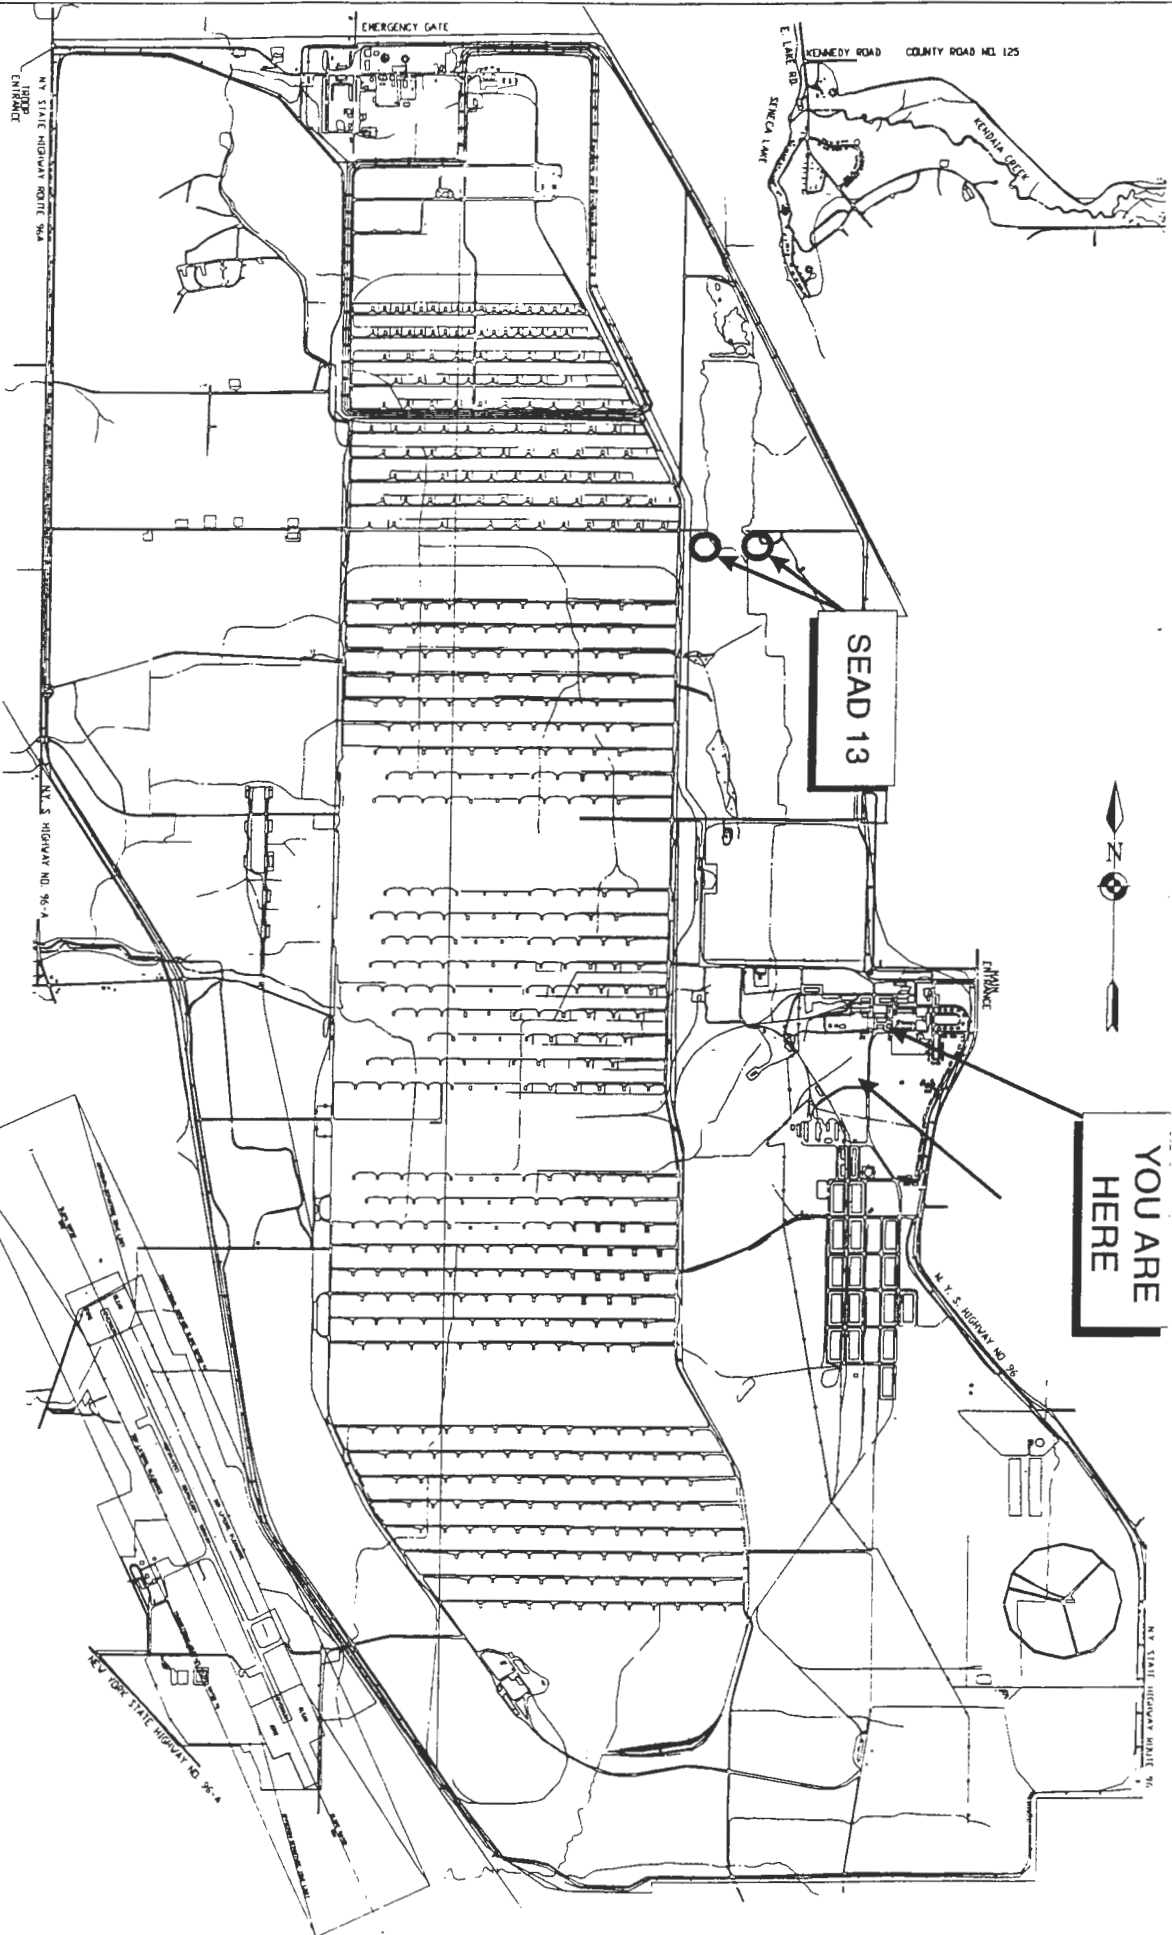 EMERGENCY GATE
KENNEDY ROAD COUNTY ROAD NO. 125
E. LAKE RD.
SENECA LAKE
KENDAIA CREEK
TROOP
ENTRANCE
N.Y. STATE HIGHWAY ROUTE 96A
SEAD 13
N
MAIN
ENTRANCE
YOU ARE
HERE
N.Y.S. HIGHWAY NO. 96-A
N.Y.S. HIGHWAY NO 96
N.Y. STATE HIGHWAY ROUTE 96
NEW YORK STATE HIGHWAY NO. 96-A